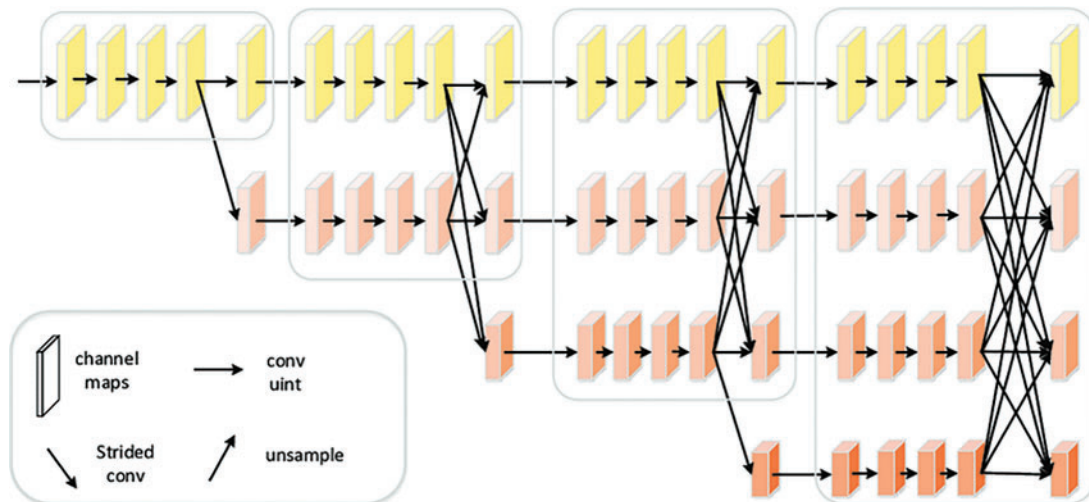 channel
maps
conv
uint
Strided
conv
unsample